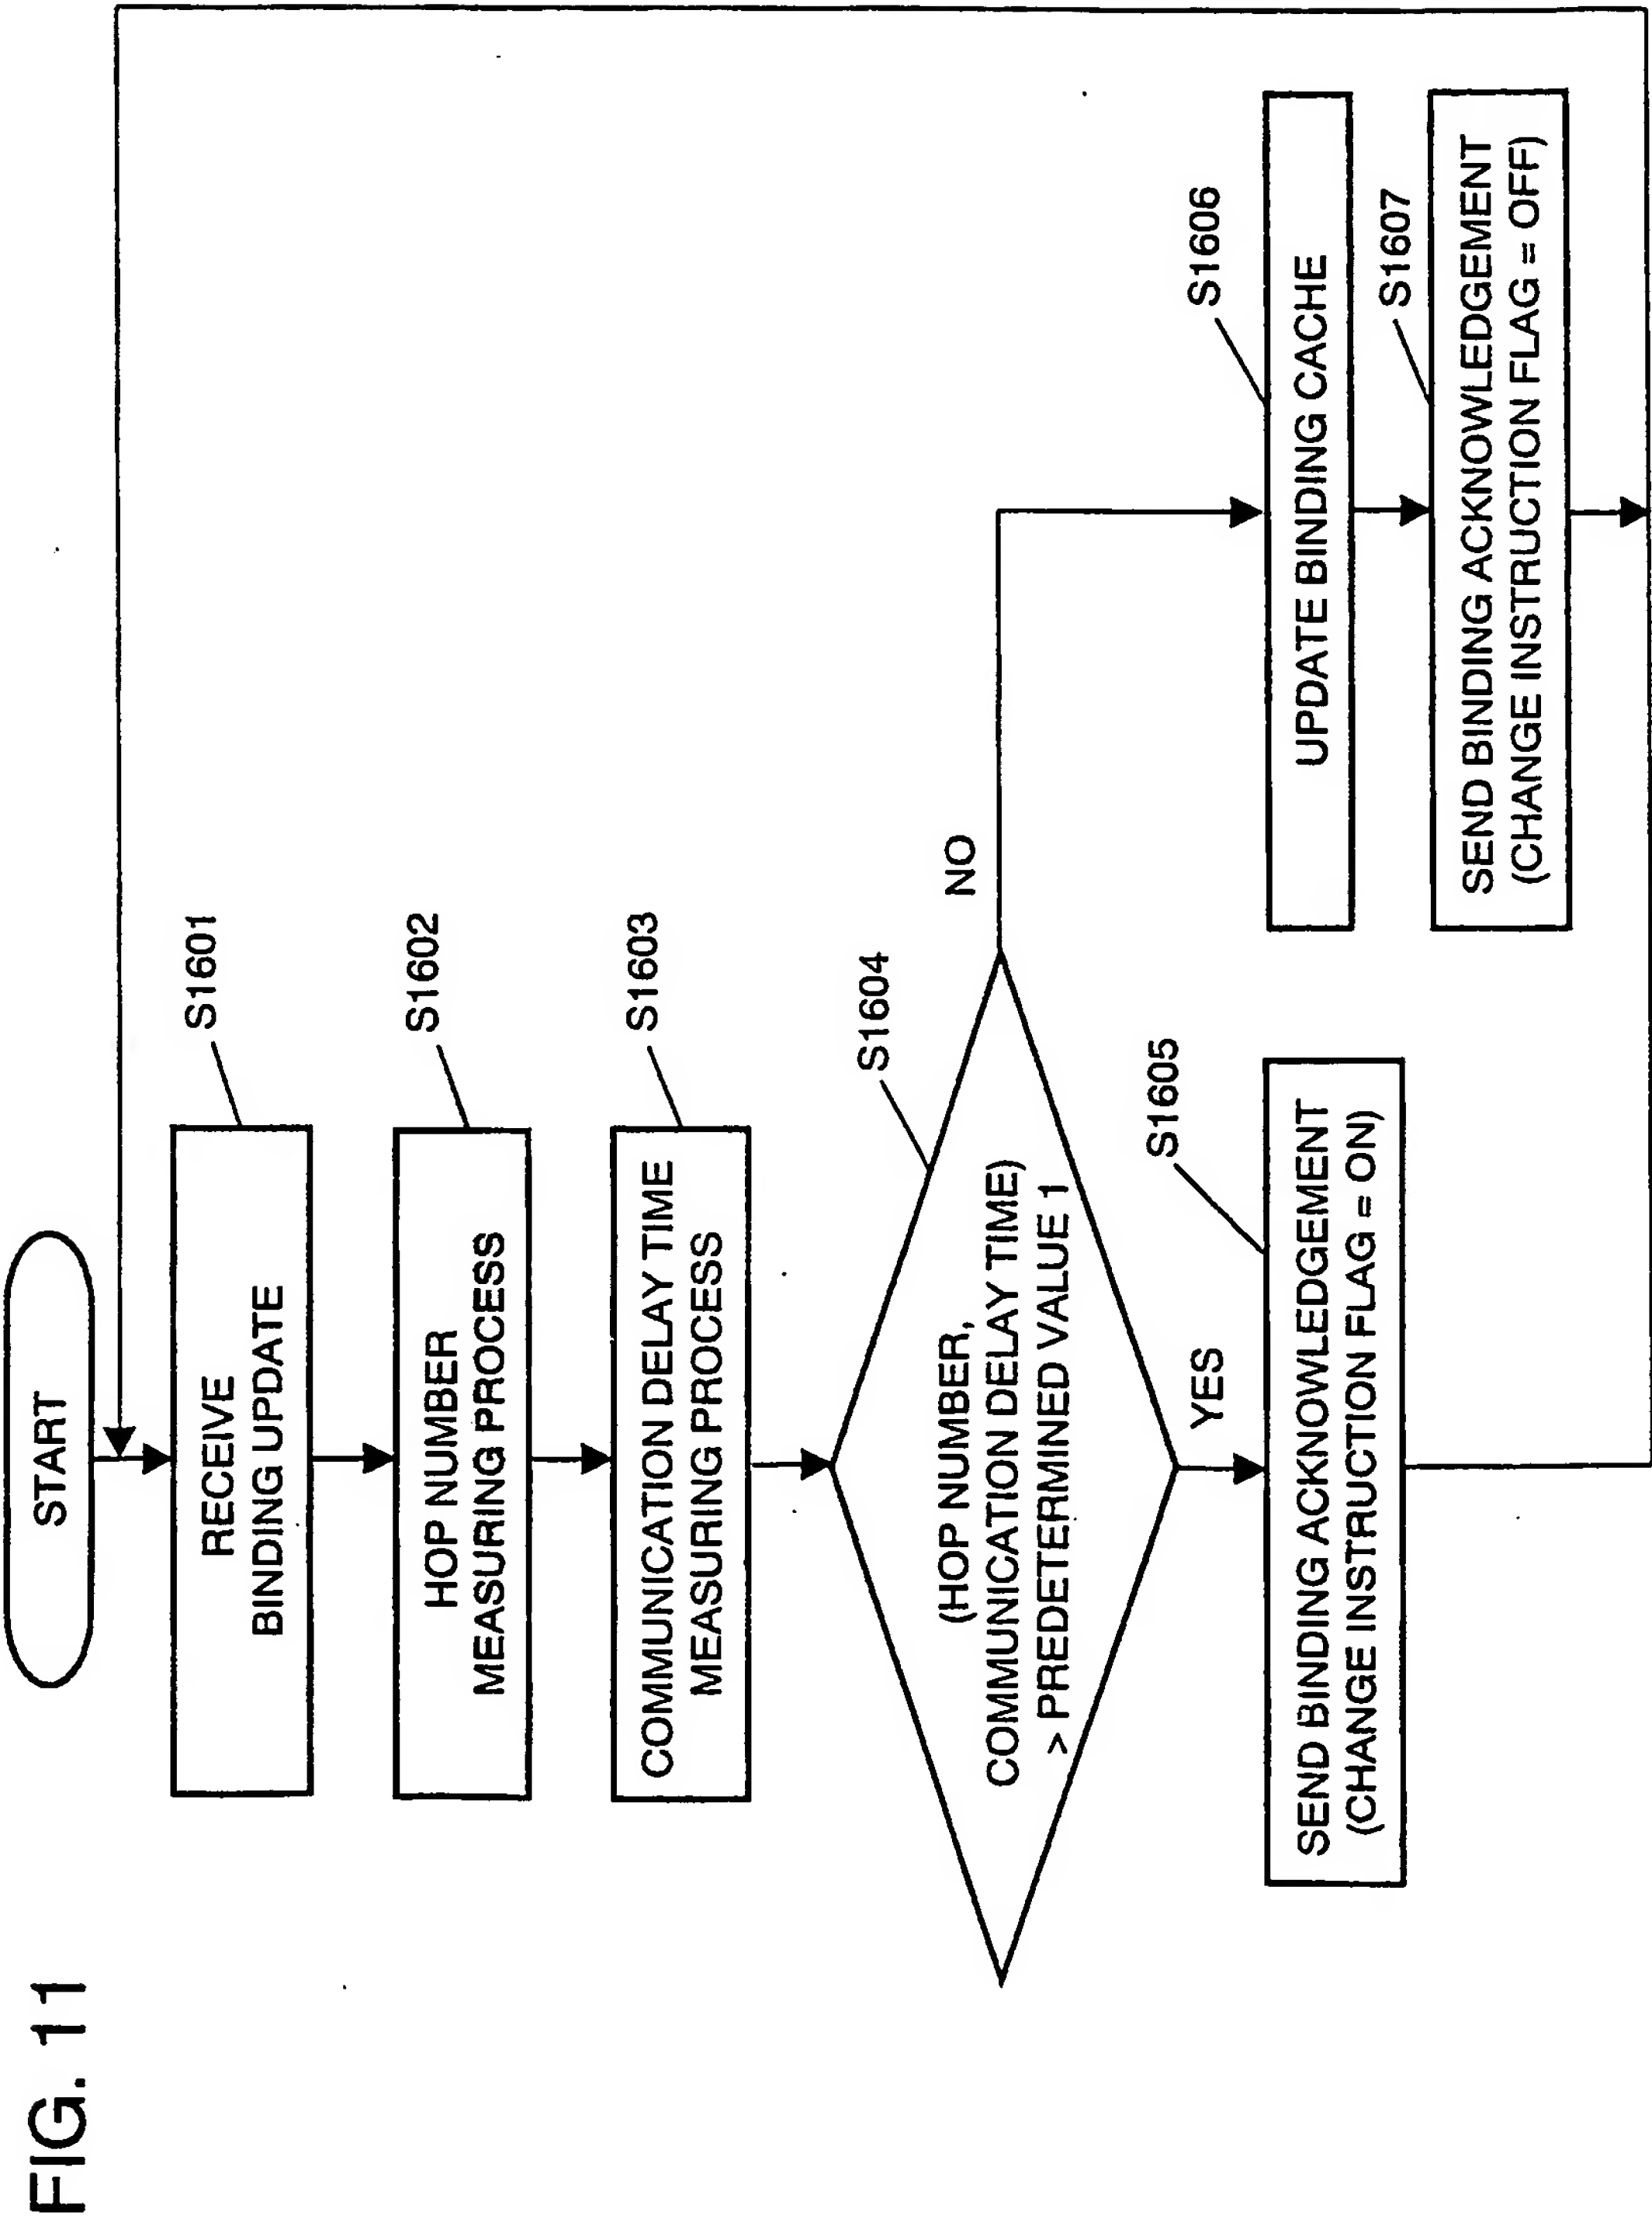 FIG. 11
START
S1601
RECEIVE
BINDING UPDATE
S1602
HOP NUMBER
MEASURING PROCESS
S1603
COMMUNICATION DELAY TIME
MEASURING PROCESS
S1604
(HOP NUMBER,
COMMUNICATION DELAY TIME)
> PREDETERMINED VALUE 1
NO
YES
S1605
SEND BINDING ACKNOWLEDGEMENT
(CHANGE INSTRUCTION FLAG = ON)
S1606
UPDATE BINDING CACHE
S1607
SEND BINDING ACKNOWLEDGEMENT
(CHANGE INSTRUCTION FLAG = OFF)